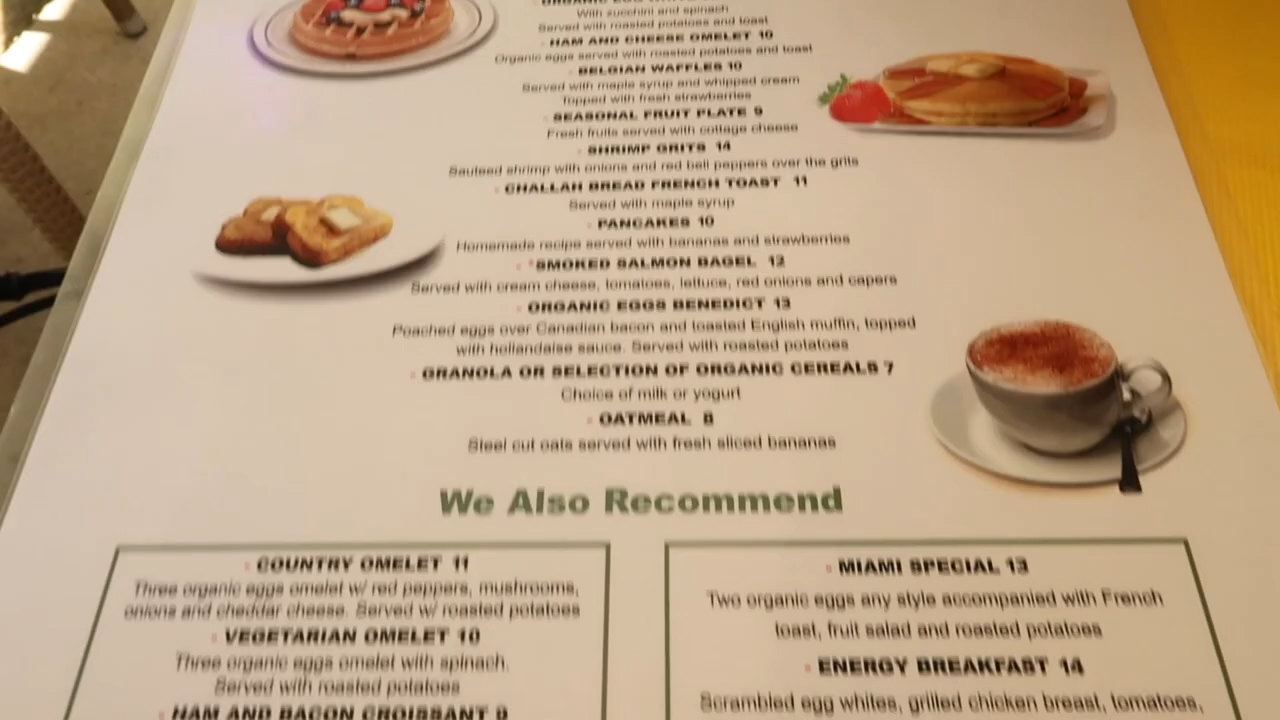 ORGANIC EGG WHITE
With zucchini and spinach
Served with roasted potatoes and toast
HAM AND CHEESE OMELET 10
Organic eggs served with roasted potatoes and toast
BELGIAN WAFFLES 10
Served with maple syrup and whipped cream
Topped with fresh strawberries
SEASONAL FRUIT PLATE 9
Fresh fruits served with cottage cheese
SHRIMP GRITS 14
Sauteed shrimp with onions and red bell peppers over the grits
CHALLAH BREAD FRENCH TOAST 11
Served with maple syrup
PANCAKES 10
Homemade recipe served with bananas and strawberries
*SMOKED SALMON BAGEL 12
Served with cream cheese, tomatoes, lettuce, red onions and capers
ORGANIC EGGS BENEDICT 13
Poached eggs over Canadian bacon and toasted English muffin, topped
with hollandaise sauce. Served with roasted potatoes
GRANOLA OR SELECTION OF ORGANIC CEREALS 7
Choice of milk or yogurt
OATMEAL 8
Steel cut oats served with fresh sliced bananas
We Also Recommend
COUNTRY OMELET 11
Three organic eggs omelet w/ red peppers, mushrooms,
onions and cheddar cheese. Served w/ roasted potatoes
VEGETARIAN OMELET 10
Three organic eggs omelet with spinach.
Served with roasted potatoes
HAM AND BACON CROISSANT 9
MIAMI SPECIAL 13
Two organic eggs any style accompanied with French
toast, fruit salad and roasted potatoes
ENERGY BREAKFAST 14
Scrambled egg whites, grilled chicken breast, tomatoes,